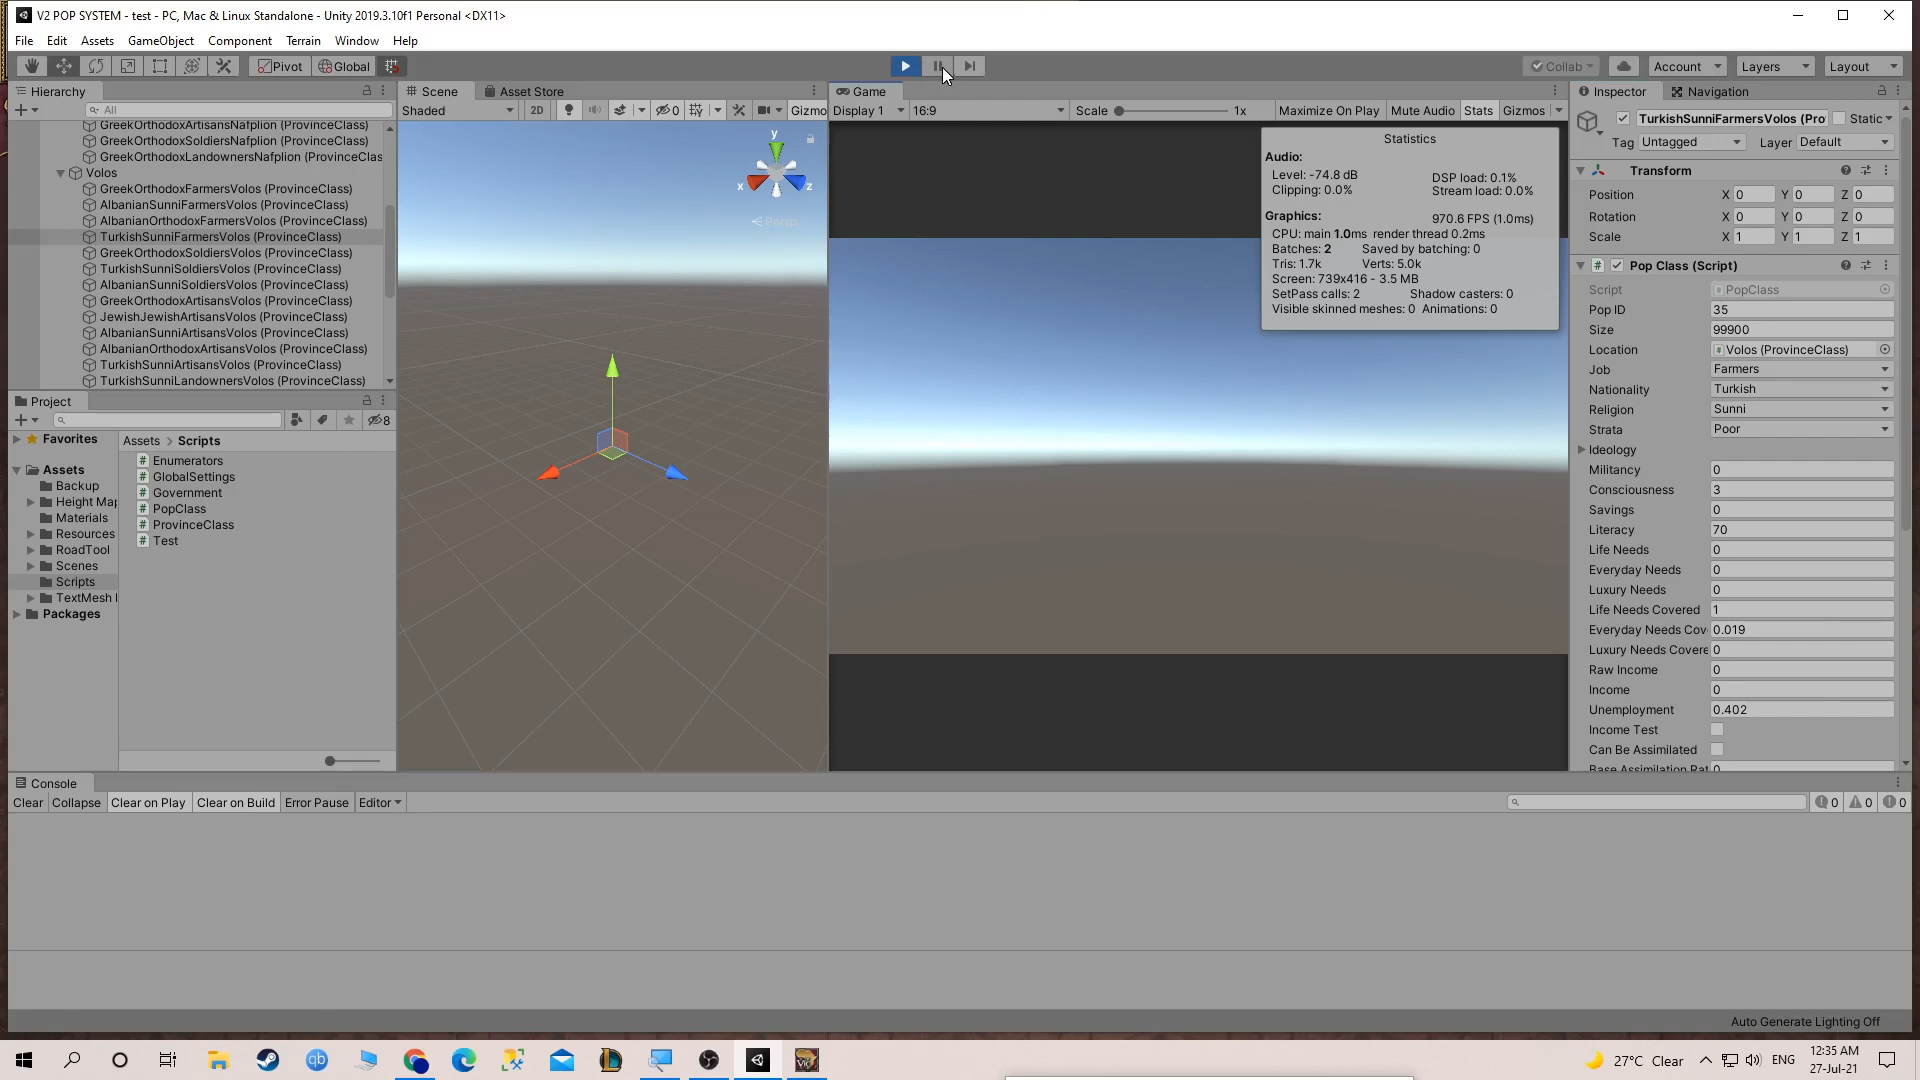 V2 POP SYSTEM - test - PC, Mac & Linux Standalone - Unity 2019.3.10f1 Personal <DX11>
File Edit Assets GameObject Component Terrain Window Help
Pivot Global
Collab Account Layers Layout
Hierarchy
All
GreekOrthodoxArtisansNafplion (ProvinceClass)
GreekOrthodoxSoldiersNafplion (ProvinceClass)
GreekOrthodoxLandownersNafplion (ProvinceClas
Volos
GreekOrthodoxFarmersVolos (ProvinceClass)
AlbanianSunniFarmersVolos (ProvinceClass)
AlbanianOrthodoxFarmersVolos (ProvinceClass)
TurkishSunniFarmersVolos (ProvinceClass)
GreekOrthodoxSoldiersVolos (ProvinceClass)
TurkishSunniSoldiersVolos (ProvinceClass)
AlbanianSunniSoldiersVolos (ProvinceClass)
GreekOrthodoxArtisansVolos (ProvinceClass)
JewishJewishArtisansVolos (ProvinceClass)
AlbanianSunniArtisansVolos (ProvinceClass)
AlbanianOrthodoxArtisansVolos (ProvinceClass)
TurkishSunniArtisansVolos (ProvinceClass)
TurkishSunniLandownersVolos (ProvinceClass)
Project
8
Favorites
Assets
Backup
Height Map
Materials
Resources
RoadTool
Scenes
Scripts
TextMesh
Packages
Assets > Scripts
Enumerators
GlobalSettings
Government
PopClass
ProvinceClass
Test
Scene Asset Store
Shaded 2D 0 Gizmo
y
x z
Persp
Game
Display 1 16:9 Scale 1x Maximize On Play Mute Audio Stats Gizmos
Statistics
Audio:
Level: -74.8 dB DSP load: 0.1%
Clipping: 0.0% Stream load: 0.0%
Graphics: 970.6 FPS (1.0ms)
CPU: main 1.0ms render thread 0.2ms
Batches: 2 Saved by batching: 0
Tris: 1.7k Verts: 5.0k
Screen: 739x416 - 3.5 MB
SetPass calls: 2 Shadow casters: 0
Visible skinned meshes: 0 Animations: 0
Inspector Navigation
TurkishSunniFarmersVolos (Pro Static
Tag Untagged Layer Default
Transform
Position X 0 Y 0 Z 0
Rotation X 0 Y 0 Z 0
Scale X 1 Y 1 Z 1
Pop Class (Script)
Script PopClass
Pop ID 35
Size 99900
Location Volos (ProvinceClass)
Job Farmers
Nationality Turkish
Religion Sunni
Strata Poor
Ideology
Militancy 0
Consciousness 3
Savings 0
Literacy 70
Life Needs 0
Everyday Needs 0
Luxury Needs 0
Life Needs Covered 1
Everyday Needs Cov 0.019
Luxury Needs Covere 0
Raw Income 0
Income 0
Unemployment 0.402
Income Test
Can Be Assimilated
Base Assimilation Rat 0
Console
Clear Collapse Clear on Play Clear on Build Error Pause Editor 0 0 0
Auto Generate Lighting Off
27°C Clear ENG 12:35 AM
27-Jul-21